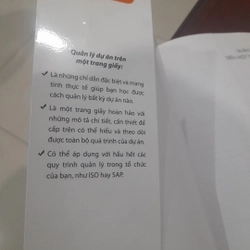 Quản lý dự án trên
một trang giấy:
✓ Là những chỉ dẫn đặc biệt và mang
tính thực tế giúp bạn học được
cách quản lý bất kỳ dự án nào.
✓ Là một trang giấy hoàn hảo với
những mô tả chi tiết, cần thiết để
cấp trên có thể hiểu và theo dõi
được toàn bộ quá trình của dự án.
✓ Có thể áp dụng với hầu hết các
quy trình quản lý trong tổ chức
của bạn, như ISO hay SAP.